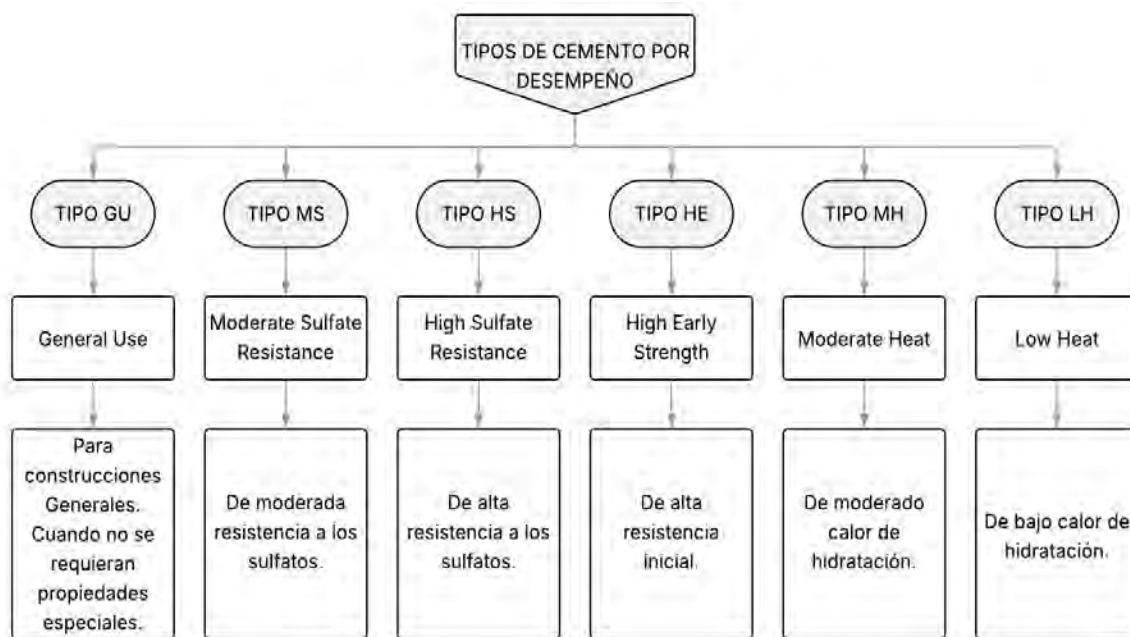 TIPOS DE CEMENTO POR
DESEMPEÑO
TIPO GU
TIPO MS
TIPO HS
TIPO HE
TIPO MH
TIPO LH
General Use
Moderate Sulfate
Resistance
High Sulfate
Resistance
High Early
Strength
Moderate Heat
Low Heat
Para
construcciones
Generales.
Cuando no se
requieran
propiedades
especiales.
De moderada
resistencia a los
sulfatos.
De alta
resistencia a los
sulfatos.
De alta
resistencia
inicial.
De moderado
calor de
hidratación.
De bajo calor de
hidratación.